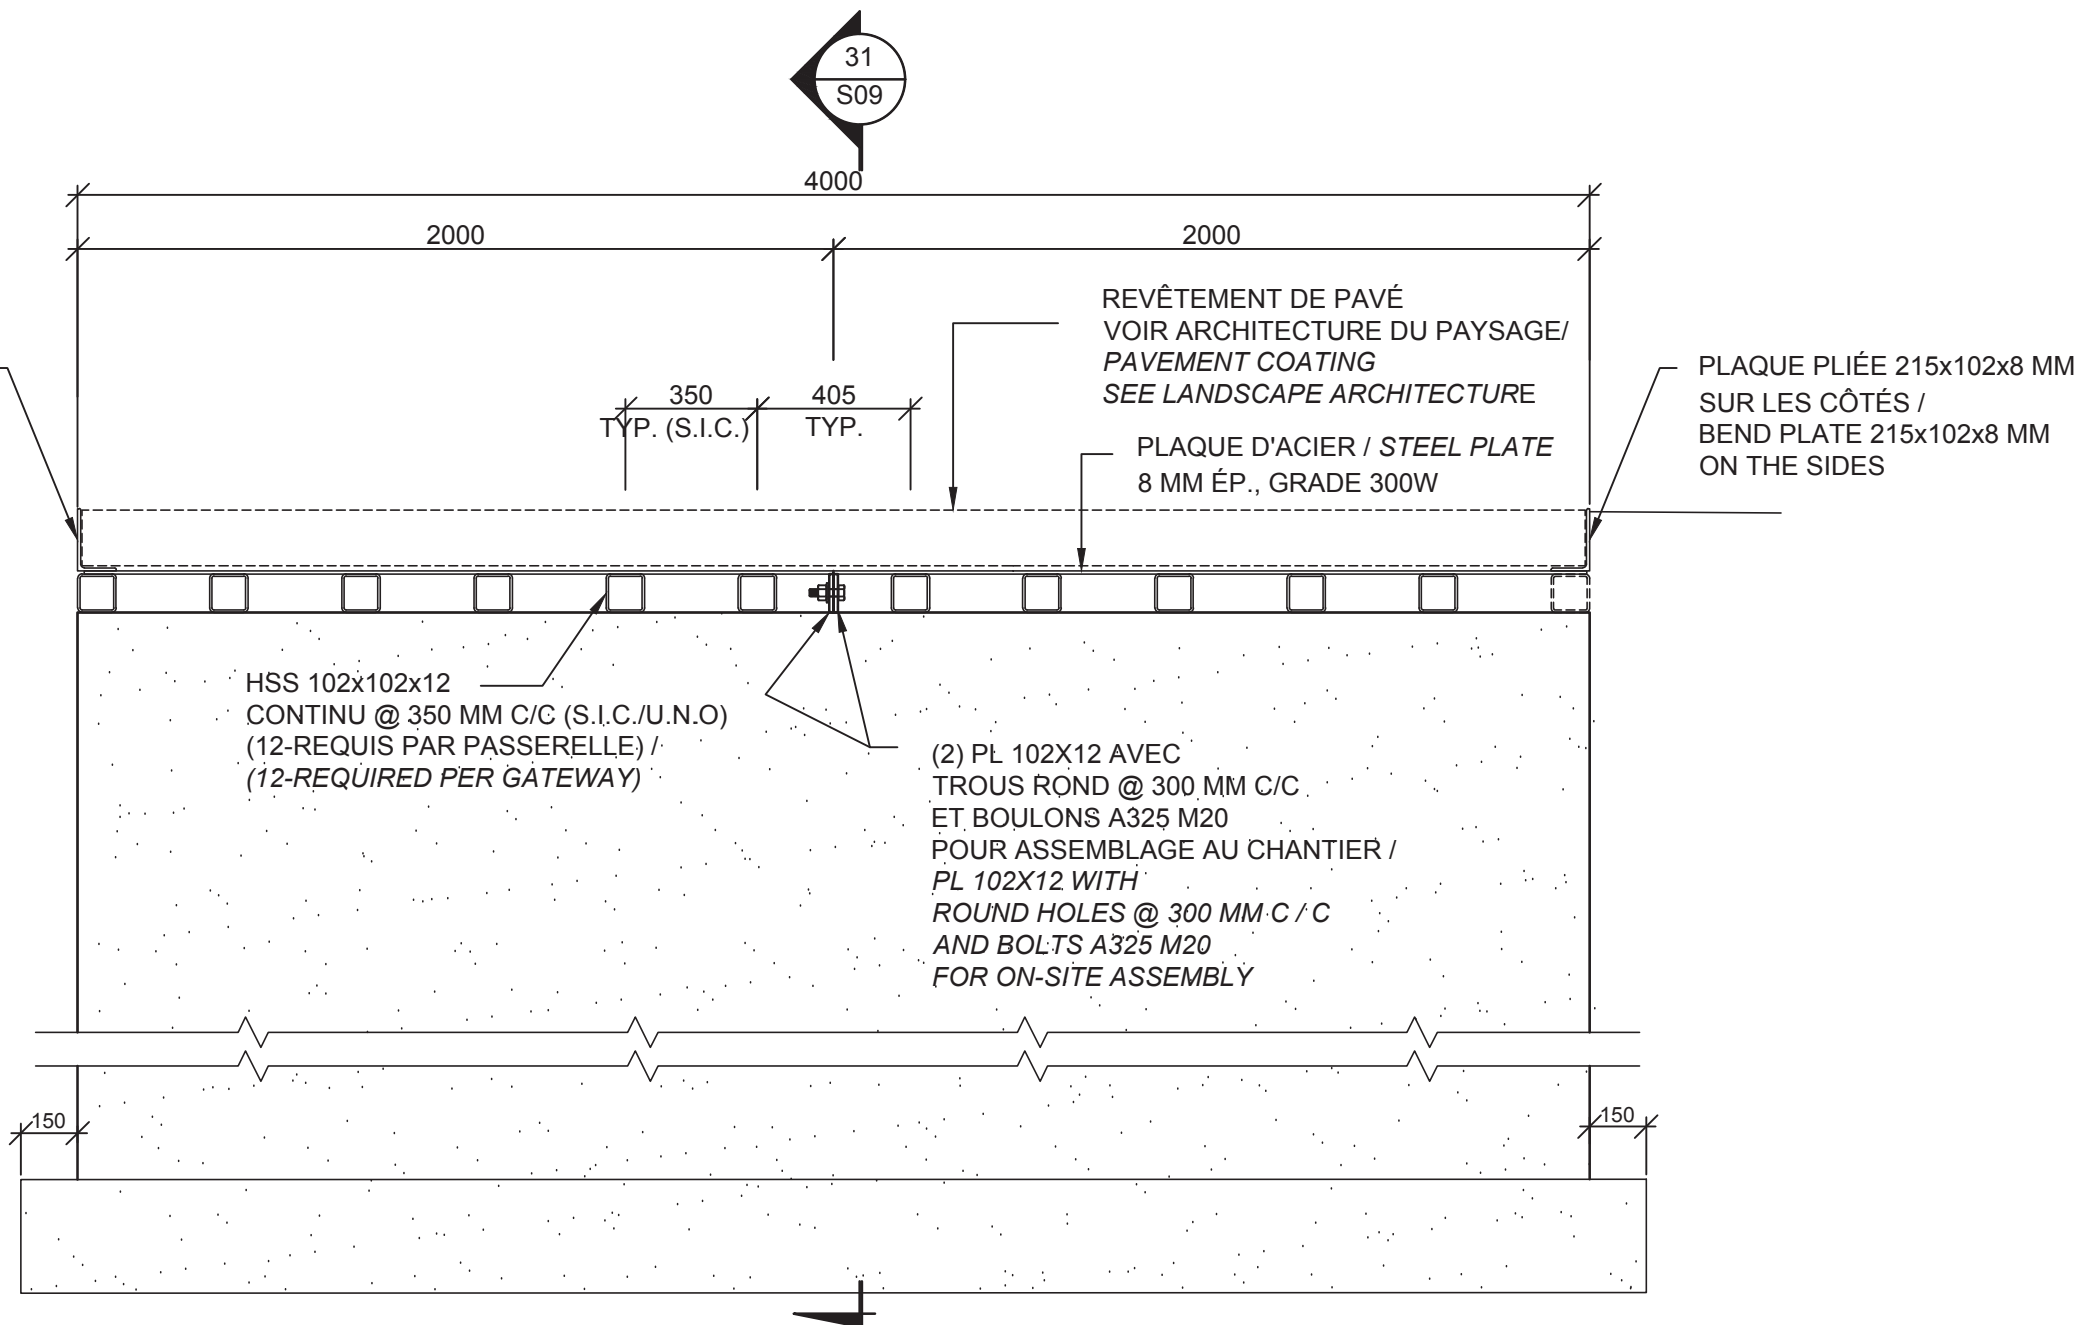 31
S09
4000
2000
2000
REVÊTEMENT DE PAVÉ
VOIR ARCHITECTURE DU PAYSAGE/
PAVEMENT COATING
SEE LANDSCAPE ARCHITECTURE
PLAQUE PLIÉE 215x102x8 MM
SUR LES CÔTÉS /
BEND PLATE 215x102x8 MM
ON THE SIDES
350
TYP. (S.I.C.)
405
TYP.
PLAQUE D'ACIER / STEEL PLATE
8 MM ÉP., GRADE 300W
HSS 102x102x12
CONTINU @ 350 MM C/C (S.I.C./U.N.O)
(12-REQUIS PAR PASSERELLE) /
(12-REQUIRED PER GATEWAY)
(2) PL 102X12 AVEC
TROUS ROND @ 300 MM C/C
ET BOULONS A325 M20
POUR ASSEMBLAGE AU CHANTIER /
PL 102X12 WITH
ROUND HOLES @ 300 MM C / C
AND BOLTS A325 M20
FOR ON-SITE ASSEMBLY
150
150